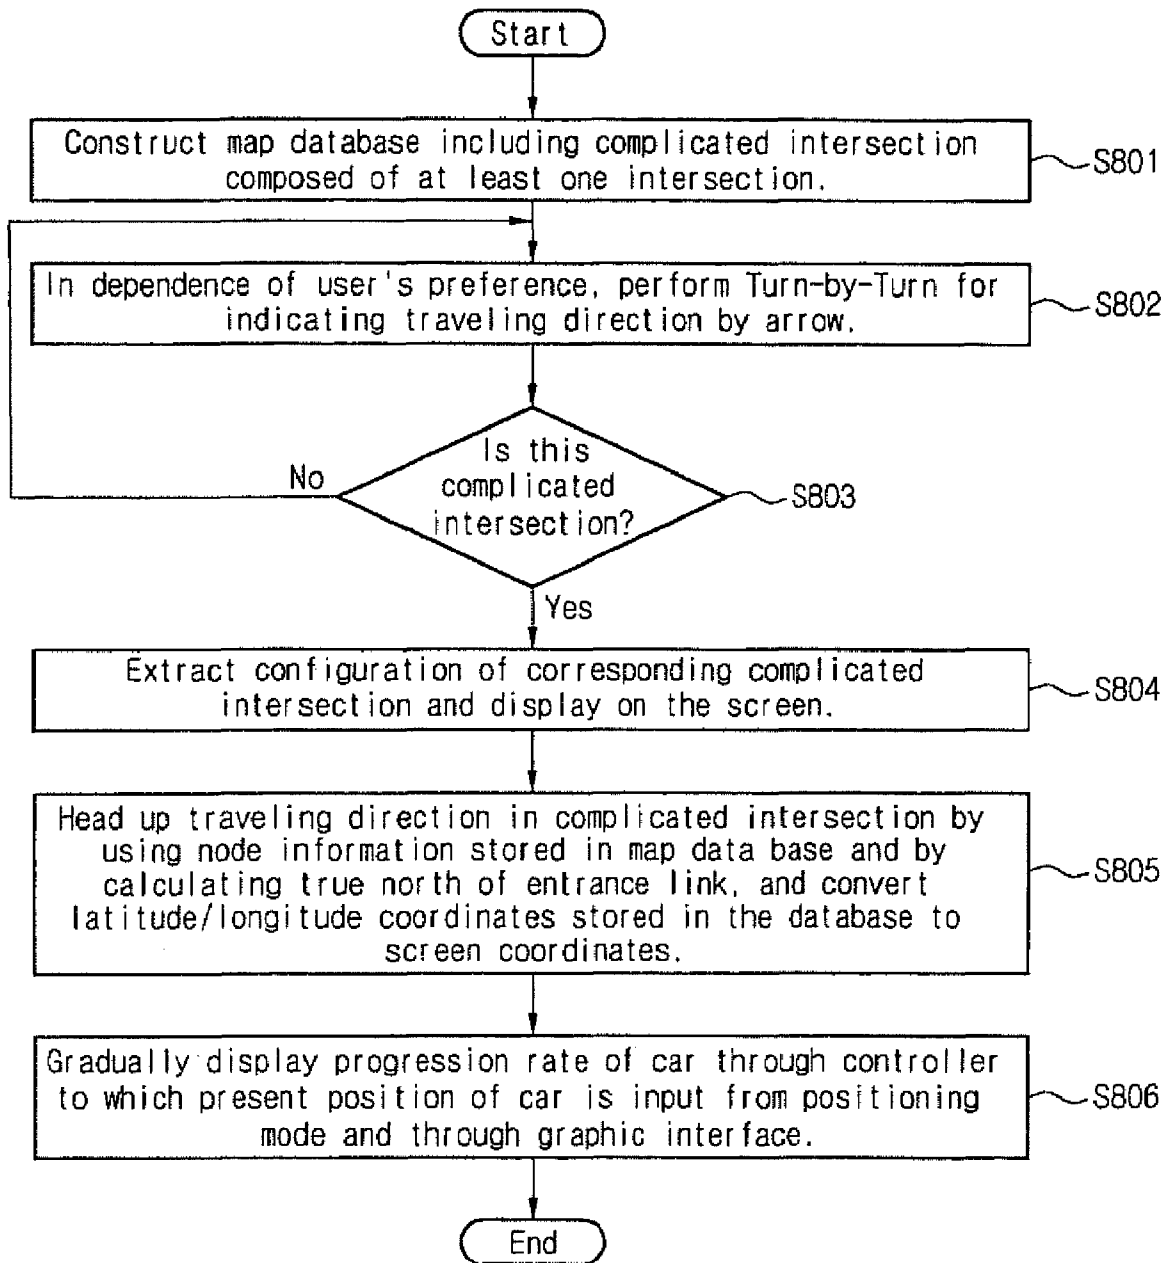 Start
Construct map database including complicated intersection
composed of at least one intersection.
S801
In dependence of user's preference, perform Turn-by-Turn for
indicating traveling direction by arrow.
S802
Is this
complicated
intersection?
S803
No
Yes
Extract configuration of corresponding complicated
intersection and display on the screen.
S804
Head up traveling direction in complicated intersection by
using node information stored in map data base and by
calculating true north of entrance link, and convert
latitude/longitude coordinates stored in the database to
screen coordinates.
S805
Gradually display progression rate of car through controller
to which present position of car is input from positioning
mode and through graphic interface.
S806
End